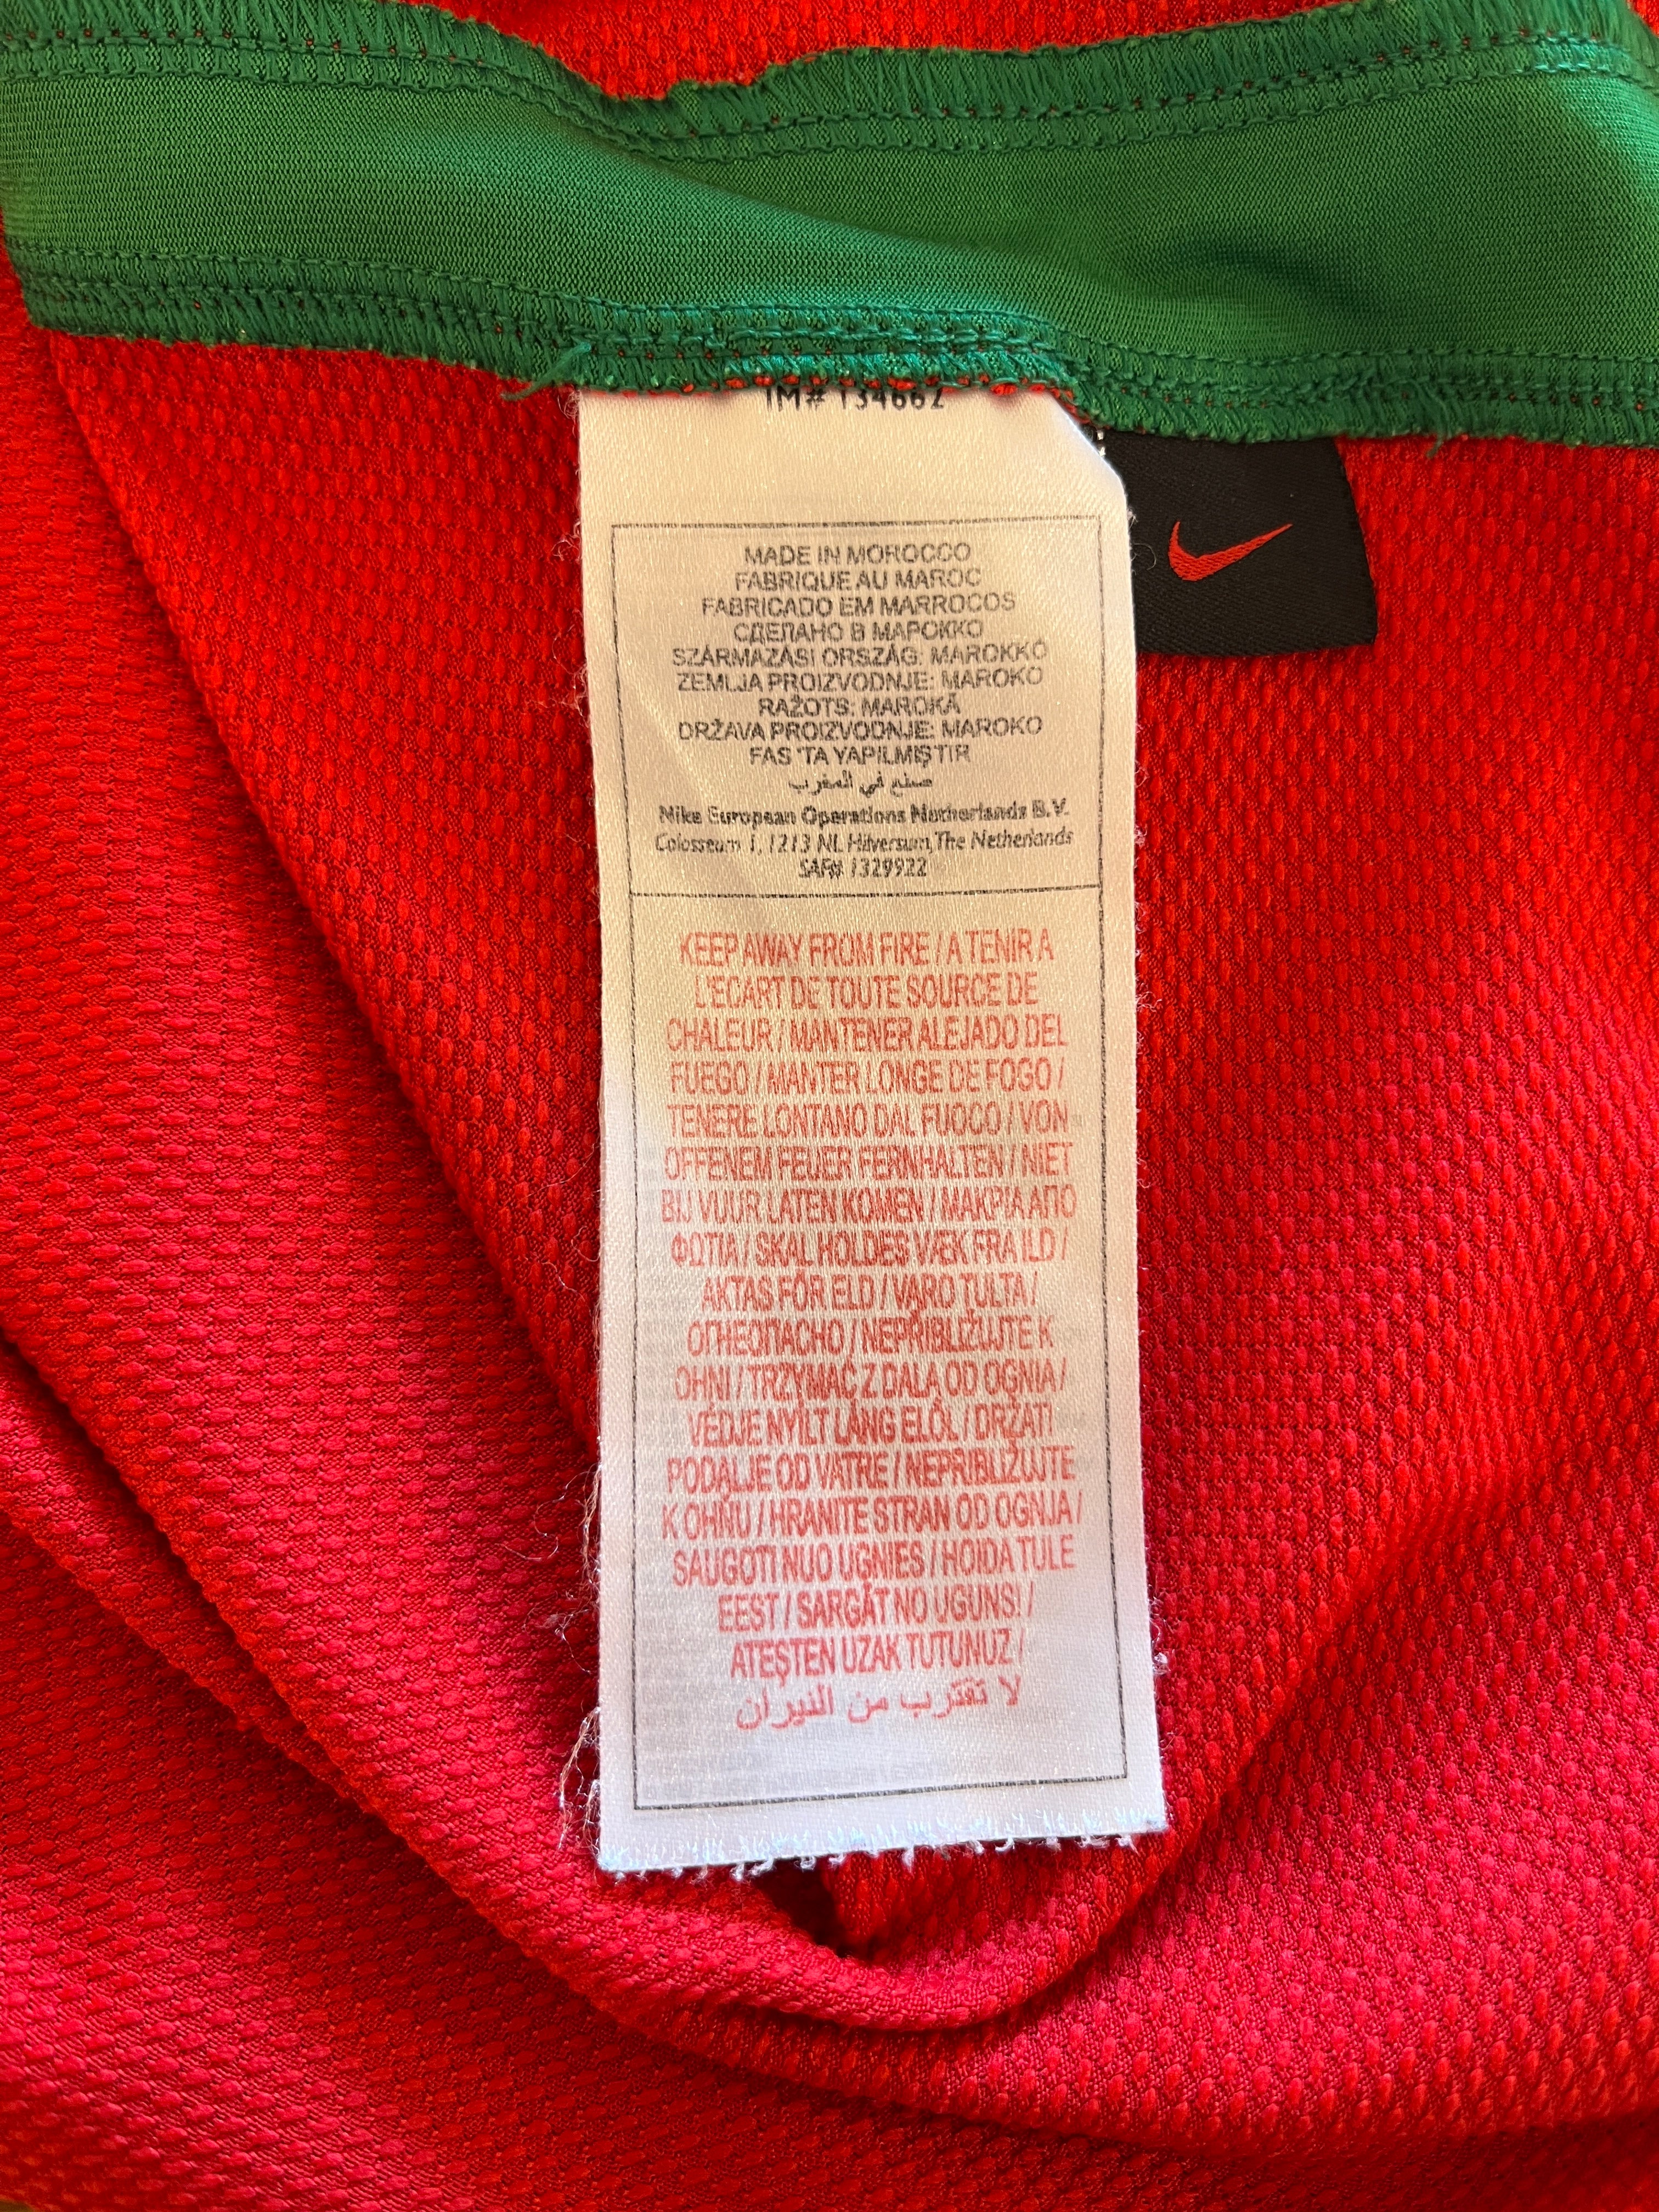 IM# 134662
MADE IN MOROCCO
FABRIQUE AU MAROC
FABRICADO EM MARROCOS
СДЕЛАНО В МАРОККО
SZÁRMAZÁSI ORSZÁG: MAROKKÓ
ZEMLJA PROIZVODNJE: MAROKO
RAŽOTS: MAROKĀ
DRŽAVA PROIZVODNJE: MAROKO
FAS 'TA YAPILMIŞTIR
صنع في المغرب
Nike European Operations Netherlands B.V.
Colosseum 1, 1213 NL Hilversum, The Netherlands
SAF# 1329922
KEEP AWAY FROM FIRE / A TENIR A
L'ECART DE TOUTE SOURCE DE
CHALEUR / MANTENER ALEJADO DEL
FUEGO / MANTER LONGE DE FOGO /
TENERE LONTANO DAL FUOCO / VON
OFFENEM FEUER FERNHALTEN / NIET
BIJ VUUR LATEN KOMEN / ΜΑΚΡΙΑ ΑΠΟ
ΦΩΤΙΑ / SKAL HOLDES VÆK FRA ILD /
AKTAS FÖR ELD / VARO TULTA /
ОГНЕОПАСНО / NEPRIBLIŽUJTE K
OHNI / TRZYMAĆ Z DALA OD OGNIA /
VÉDJE NYÍLT LÁNG ELŐL / DRŽATI
PODALJE OD VATRE / NEPRIBLIŽUJTE
K OHŇU / HRANITE STRAN OD OGNJA /
SAUGOTI NUO UGNIES / HOIDA TULE
EEST / SARGĀT NO UGUNS! /
ATEŞTEN UZAK TUTUNUZ /
لا تقترب من النيران